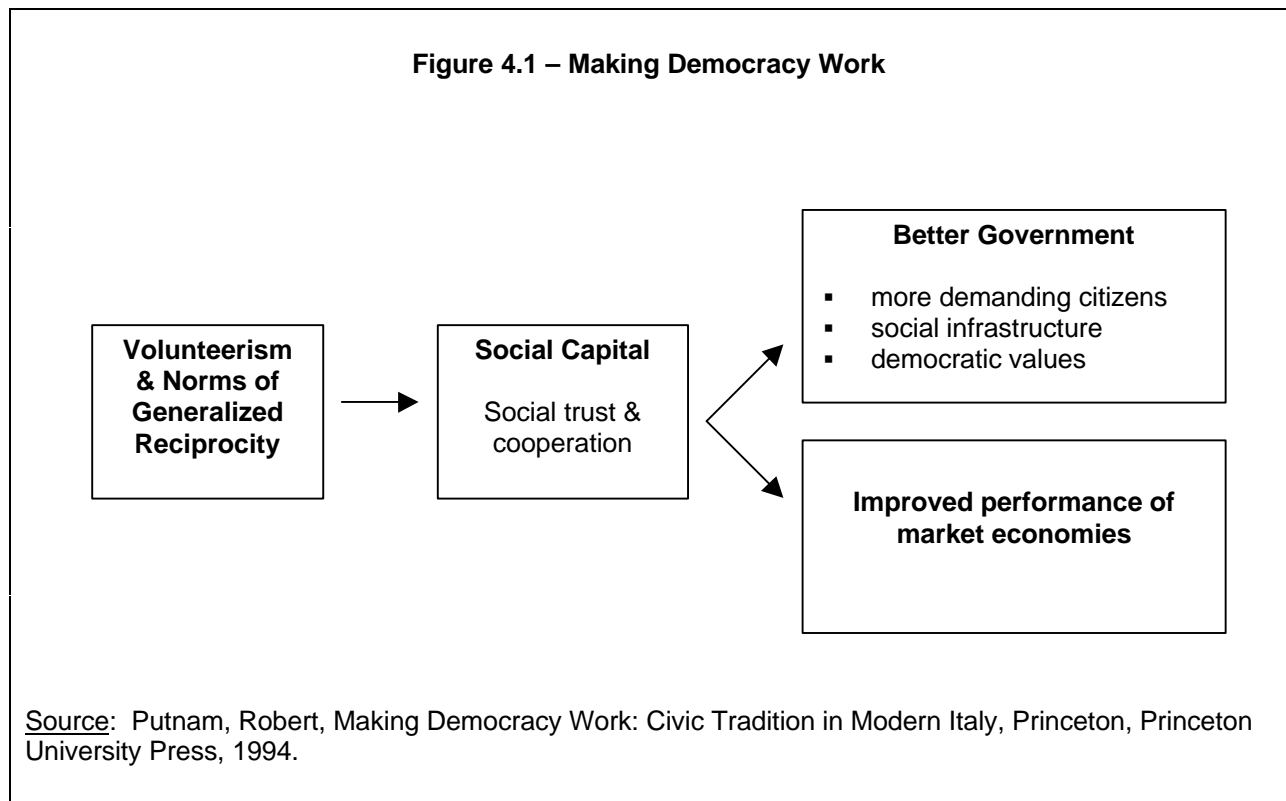 Figure 4.1 – Making Democracy Work
Volunteerism
& Norms of
Generalized
Reciprocity
Social Capital
Social trust &
cooperation
Better Government
▪ more demanding citizens
▪ social infrastructure
▪ democratic values
Improved performance of
market economies
Source: Putnam, Robert, Making Democracy Work: Civic Tradition in Modern Italy, Princeton, Princeton
University Press, 1994.